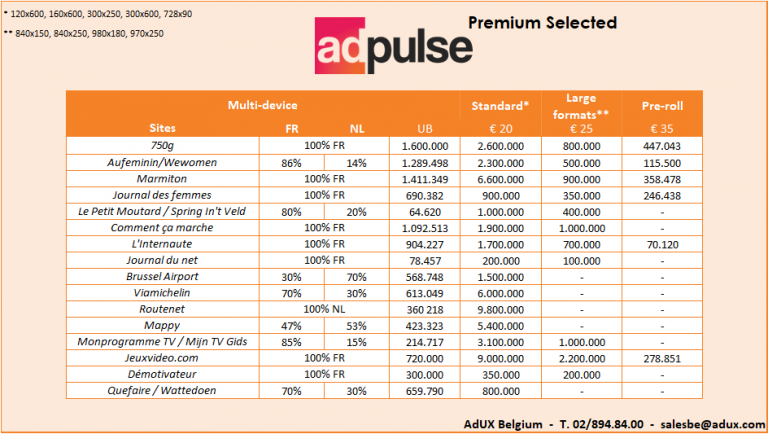 * 120x600, 160x600, 300x250, 300x600, 728x90
** 840x150, 840x250, 980x180, 970x250
adpulse
Premium Selected
Multi-device Standard* Large formats** Pre-roll
Sites FR NL UB € 20 € 25 € 35
750g 100% FR 1.600.000 2.600.000 800.000 447.043
Aufeminin/Wewomen 86% 14% 1.289.498 2.300.000 500.000 115.500
Marmiton 100% FR 1.411.349 6.600.000 900.000 358.478
Journal des femmes 100% FR 690.382 900.000 350.000 246.438
Le Petit Moutard / Spring In't Veld 80% 20% 64.620 1.000.000 400.000 -
Comment ça marche 100% FR 1.092.513 1.900.000 1.000.000 -
L'Internaute 100% FR 904.227 1.700.000 700.000 70.120
Journal du net 100% FR 78.457 200.000 100.000 -
Brussel Airport 30% 70% 568.748 1.500.000 - -
Viamichelin 70% 30% 613.049 6.000.000 - -
Routenet 100% NL 360 218 9.800.000 - -
Mappy 47% 53% 423.323 5.400.000 - -
Monprogramme TV / Mijn TV Gids 85% 15% 214.717 3.100.000 1.000.000 -
Jeuxvideo.com 100% FR 720.000 9.000.000 2.200.000 278.851
Démotivateur 100% FR 300.000 350.000 200.000 -
Quefaire / Wattedoen 70% 30% 659.790 800.000 - -
AdUX Belgium - T. 02/894.84.00 - salesbe@adux.com